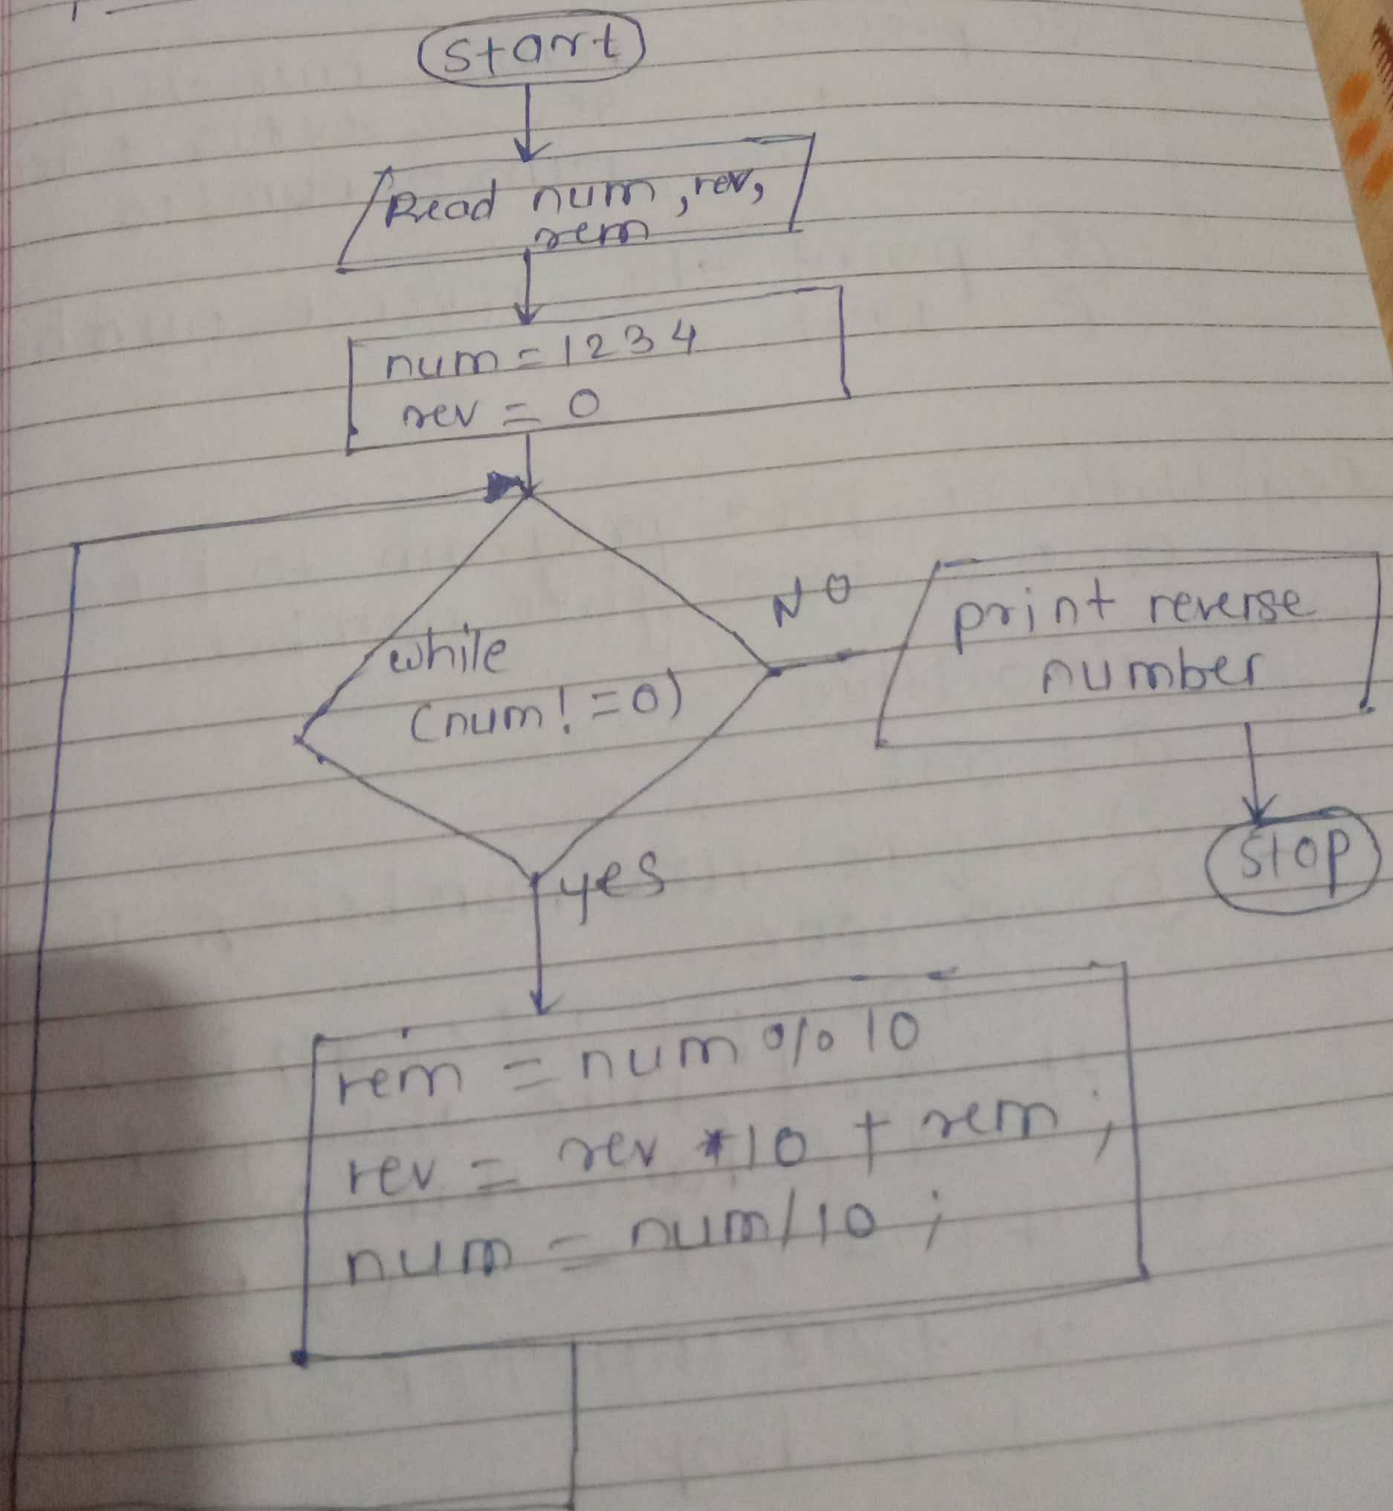 Start
Read num, rev,
rem
num = 1234
rev = 0
while
(num! = 0)
NO
print reverse
number
Stop
yes
rem = num % 10
rev = rev * 10 + rem;
num = num/10;